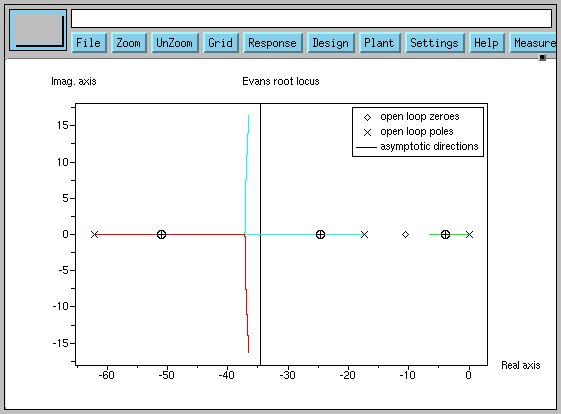 File Zoom UnZoom Grid Response Design Plant Settings Help Measure
Imag. axis Evans root locus
open loop zeroes
open loop poles
asymptotic directions
15
10
5
0
-5
-10
-15
-60 -50 -40 -30 -20 -10 0
Real axis